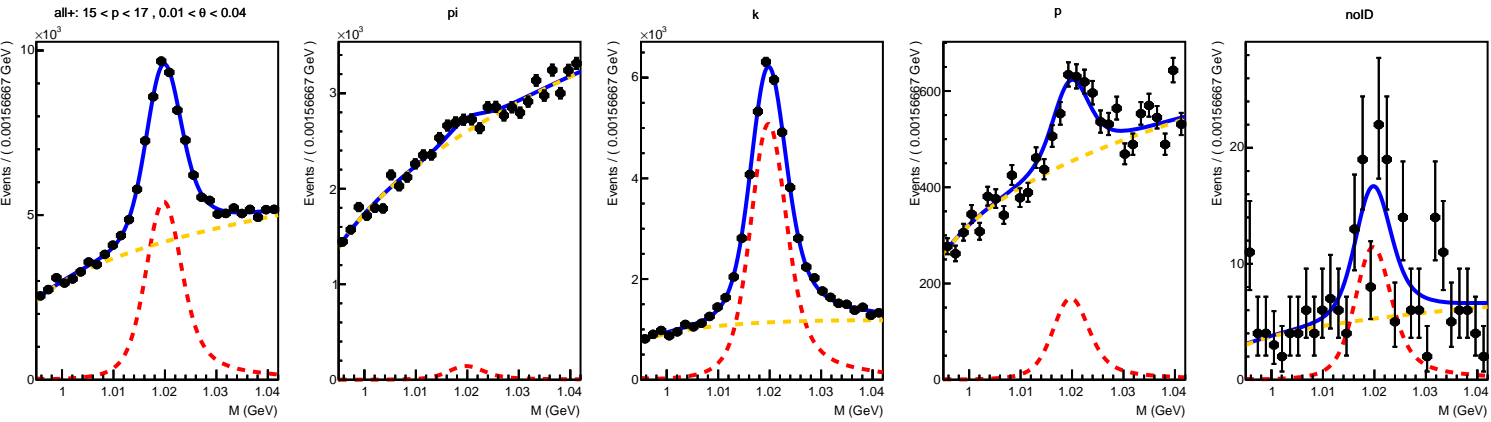 all+: 15 < p < 17 , 0.01 < θ < 0.04
×10³
10
5
0
Events / ( 0.00156667 GeV )
1 1.01 1.02 1.03 1.04
M (GeV)
pi
×10³
3
2
1
0
Events / ( 0.00156667 GeV )
1 1.01 1.02 1.03 1.04
M (GeV)
k
×10³
6
4
2
0
Events / ( 0.00156667 GeV )
1 1.01 1.02 1.03 1.04
M (GeV)
p
600
400
200
0
Events / ( 0.00156667 GeV )
1 1.01 1.02 1.03 1.04
M (GeV)
noID
20
10
0
Events / ( 0.00156667 GeV )
1 1.01 1.02 1.03 1.04
M (GeV)